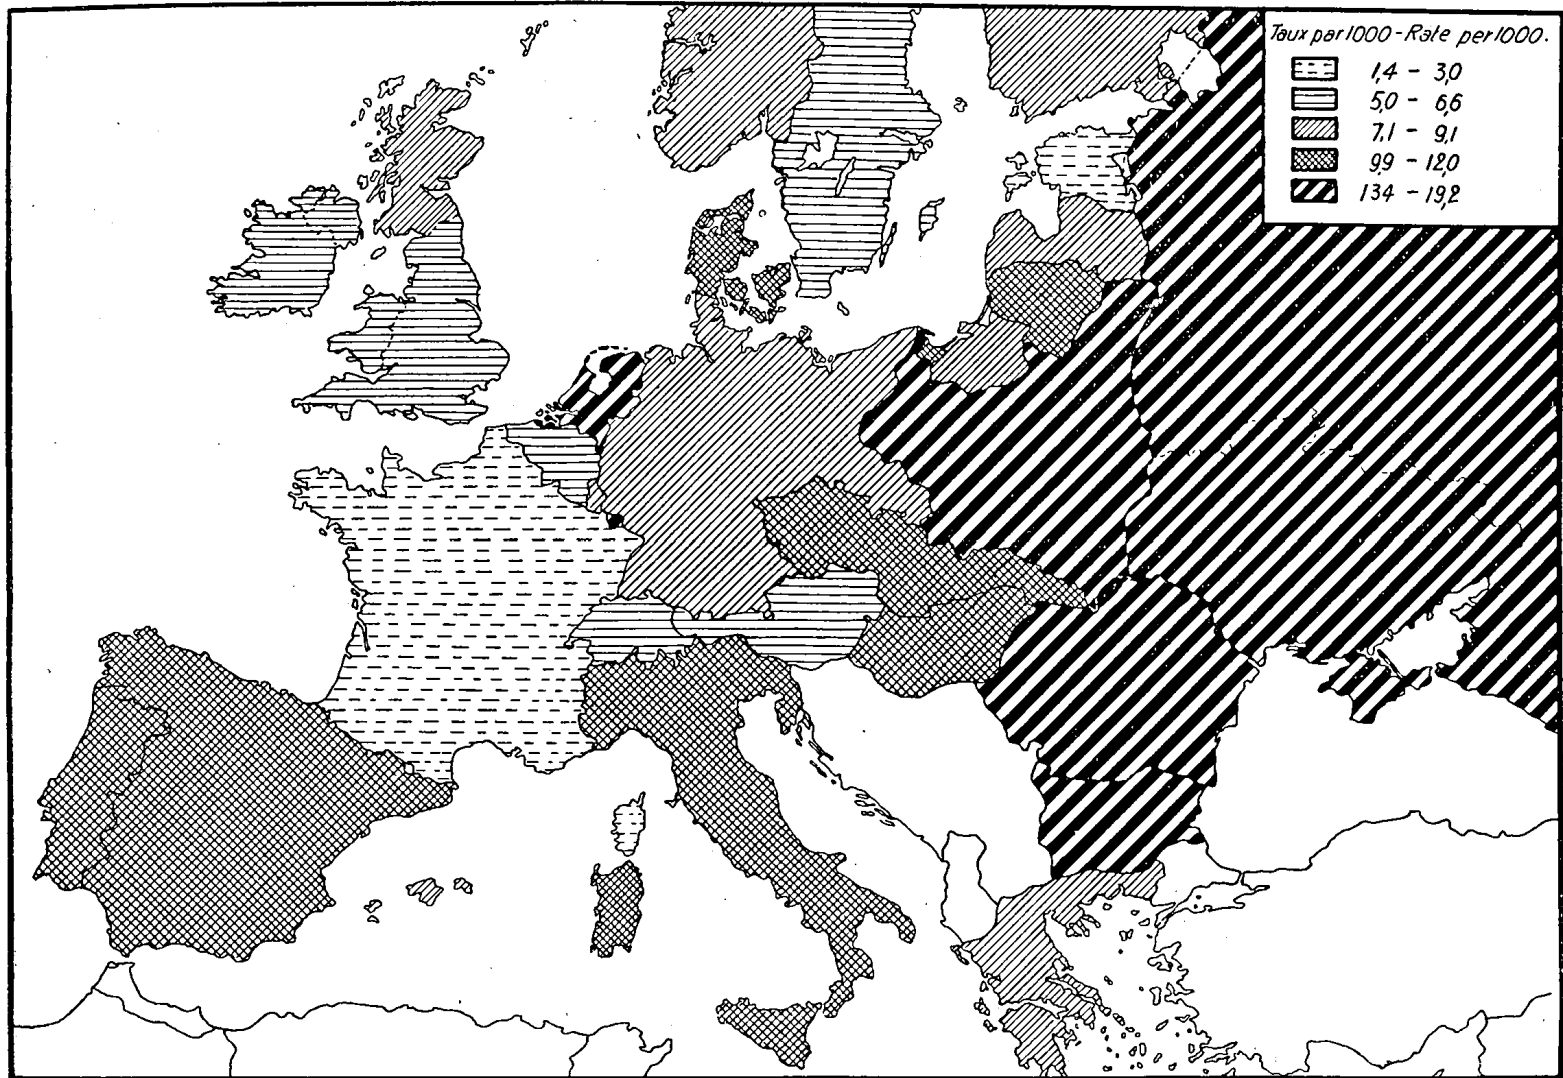 Taux par 1000 - Rate per 1000.
1,4 - 3,0
5,0 - 6,6
7,1 - 9,1
9,9 - 12,0
13,4 - 19,2